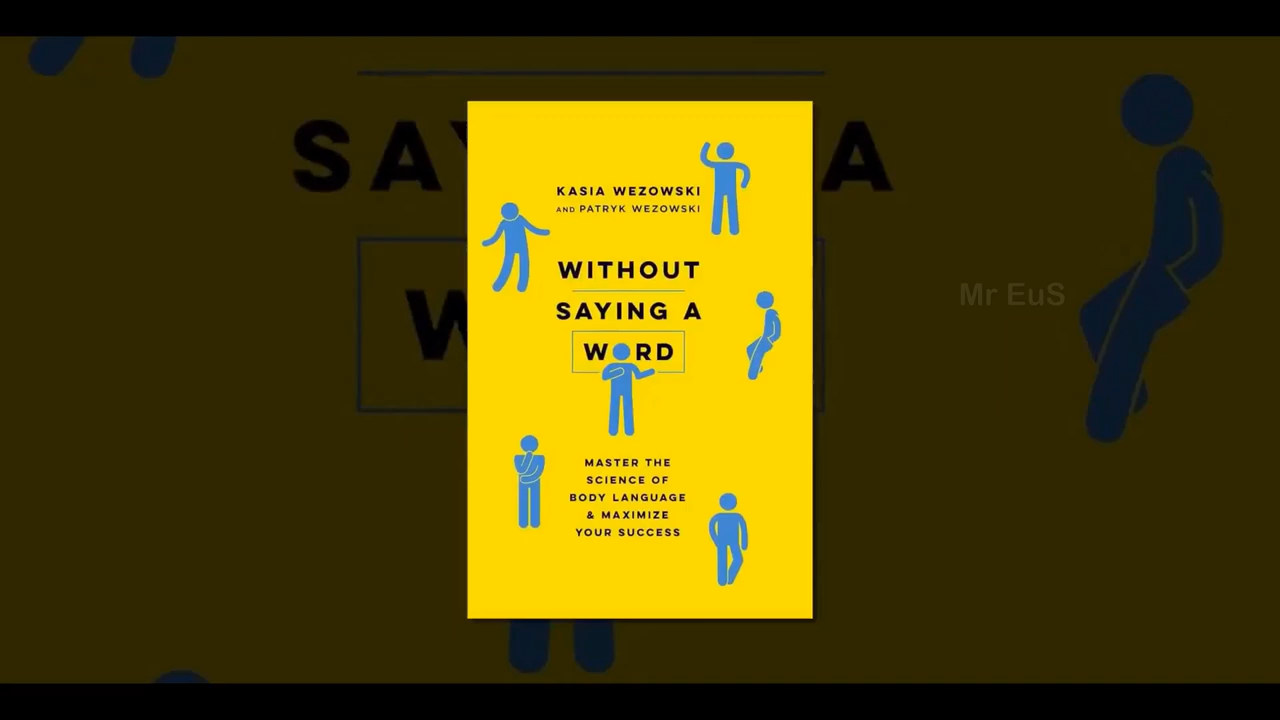 KASIA WEZOWSKI
AND PATRYK WEZOWSKI
WITHOUT
SAYING A
WORD
MASTER THE
SCIENCE OF
BODY LANGUAGE
& MAXIMIZE
YOUR SUCCESS
SAY A
W
Mr EuS